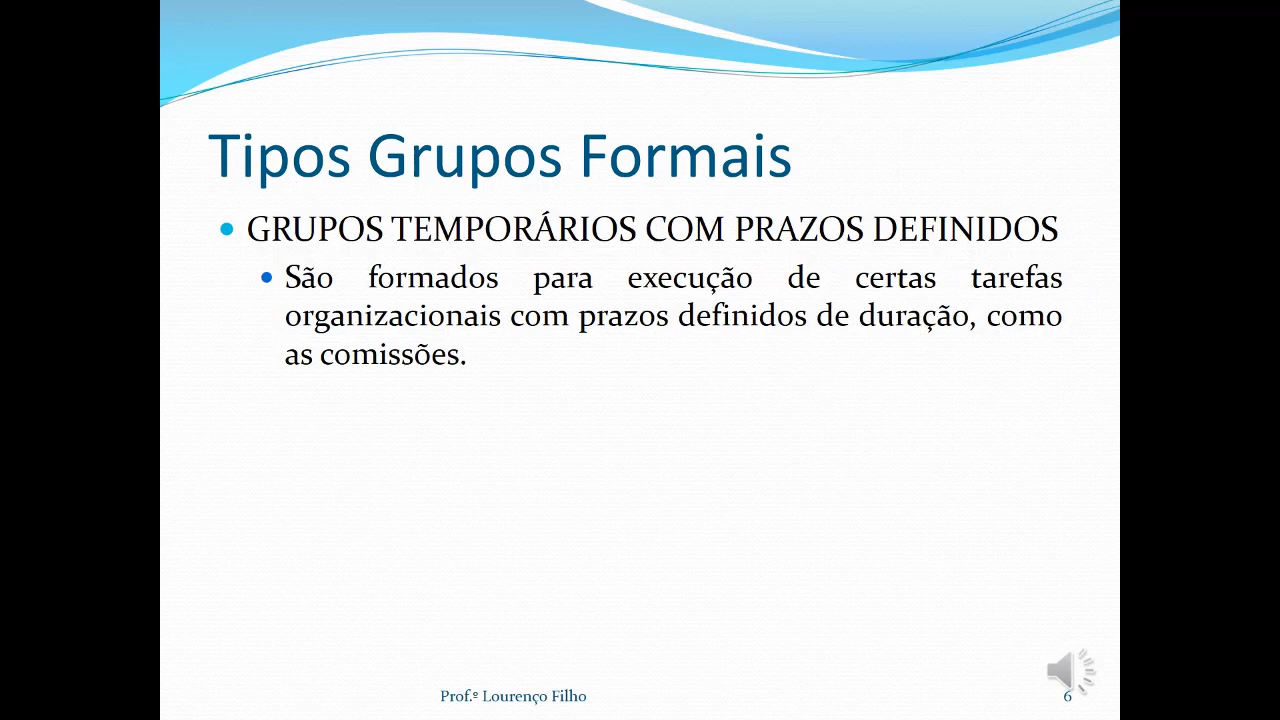 Tipos Grupos Formais
GRUPOS TEMPORÁRIOS COM PRAZOS DEFINIDOS
São formados para execução de certas tarefas
organizacionais com prazos definidos de duração, como
as comissões.
Prof.º Lourenço Filho
6